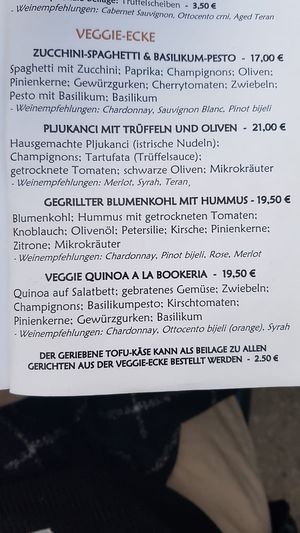 Beilage: Trüffelscheiben - 3,50 €
- Weinempfehlungen: Cabernet Sauvignon, Ottocento crni, Aged Teran
VEGGIE-ECKE
ZUCCHINI-SPAGHETTI & BASILIKUM-PESTO - 17,00 €
Spaghetti mit Zucchini; Paprika; Champignons; Oliven;
Pinienkerne; Gewürzgurken; Cherrytomaten; Zwiebeln;
Pesto mit Basilikum; Basilikum
- Weinempfehlungen: Chardonnay, Sauvignon Blanc, Pinot bijeli
PLJUKANCI MIT TRÜFFELN UND OLIVEN - 21,00 €
Hausgemachte Pljukanci (istrische Nudeln);
Champignons; Tartufata (Trüffelsauce);
getrocknete Tomaten; schwarze Oliven; Mikrokräuter
- Weinempfehlungen: Merlot, Syrah, Teran
GEGRILLTER BLUMENKOHL MIT HUMMUS - 19,50 €
Blumenkohl; Hummus mit getrockneten Tomaten;
Knoblauch; Olivenöl; Petersilie; Kirsche; Pinienkerne;
Zitrone; Mikrokräuter
- Weinempfehlungen: Chardonnay, Pinot bijeli, Rose, Merlot
VEGGIE QUINOA A LA BOOKERIA - 19,50 €
Quinoa auf Salatbett; gebratenes Gemüse; Zwiebeln;
Champignons; Basilikumpesto; Kirschtomaten;
Pinienkerne; Gewürzgurken; Basilikum
- Weinempfehlungen: Chardonnay, Ottocento bijeli (orange), Syrah
DER GERIEBENE TOFU-KÄSE KANN ALS BEILAGE ZU ALLEN
GERICHTEN AUS DER VEGGIE-ECKE BESTELLT WERDEN - 2.50 €